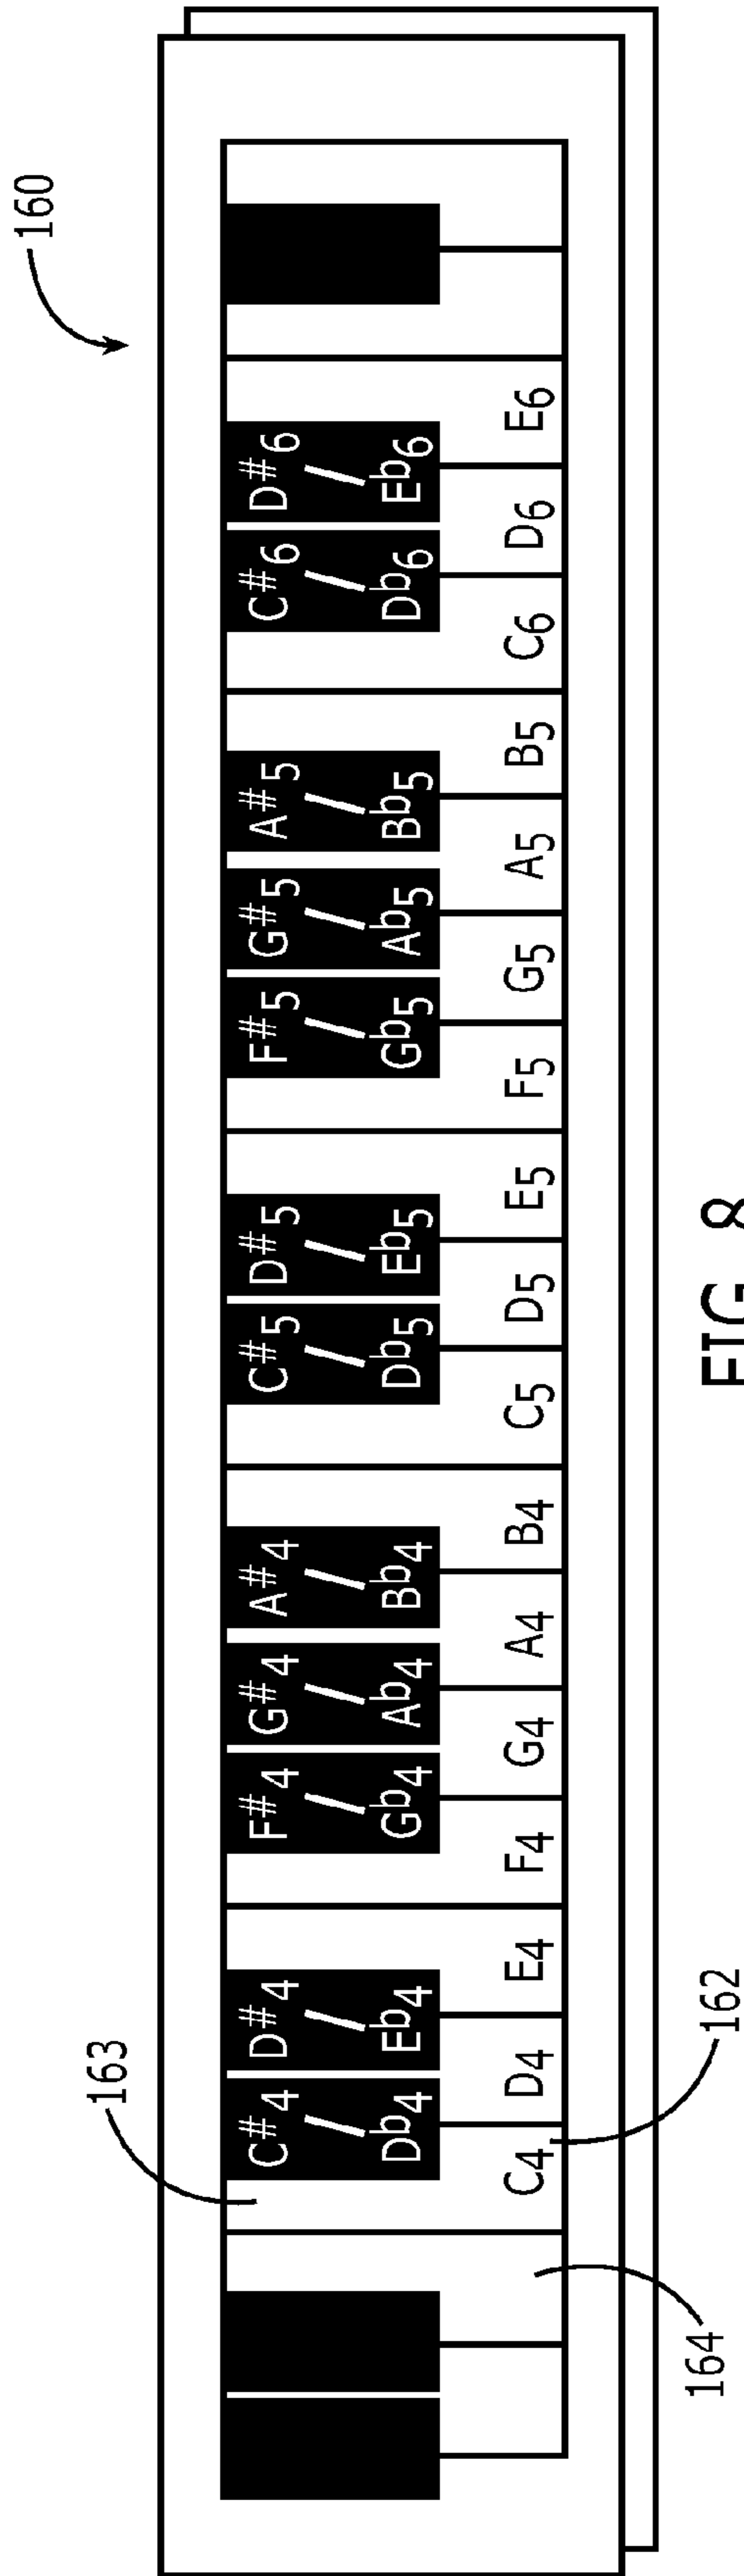 160
163
C#4 / Db4
D#4 / Eb4
F#4 / Gb4
G#4 / Ab4
A#4 / Bb4
C#5 / Db5
D#5 / Eb5
F#5 / Gb5
G#5 / Ab5
A#5 / Bb5
C#6 / Db6
D#6 / Eb6
C4 D4 E4 F4 G4 A4 B4 C5 D5 E5 F5 G5 A5 B5 C6 D6 E6
164
162
FIG. 8